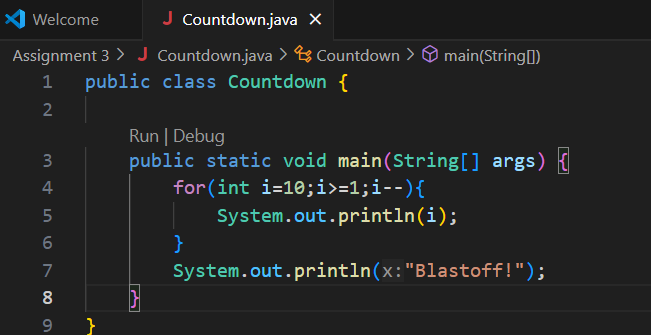 Welcome J Countdown.java ×
Assignment 3 > J Countdown.java > Countdown > main(String[])
1 public class Countdown {
2
Run | Debug
3 public static void main(String[] args) {
4 for(int i=10;i>=1;i--){
5 System.out.println(i);
6 }
7 System.out.println(x:"Blastoff!");
8 }
9 }